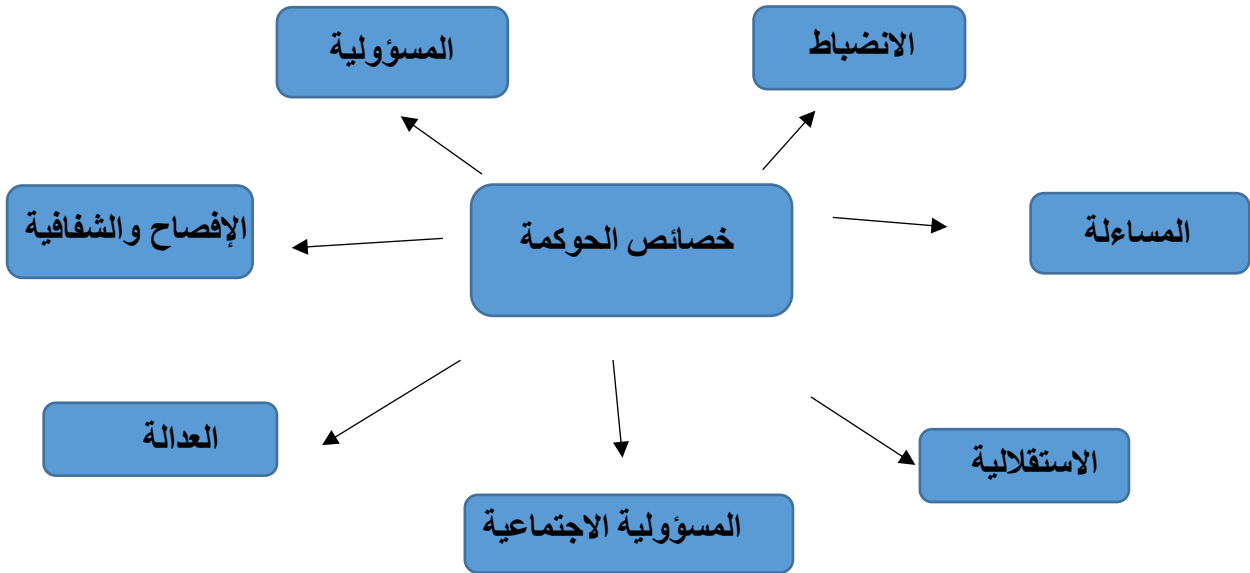 الانضباط
المسؤولية
المساءلة
خصائص الحوكمة
الإفصاح والشفافية
الاستقلالية
العدالة
المسؤولية الاجتماعية